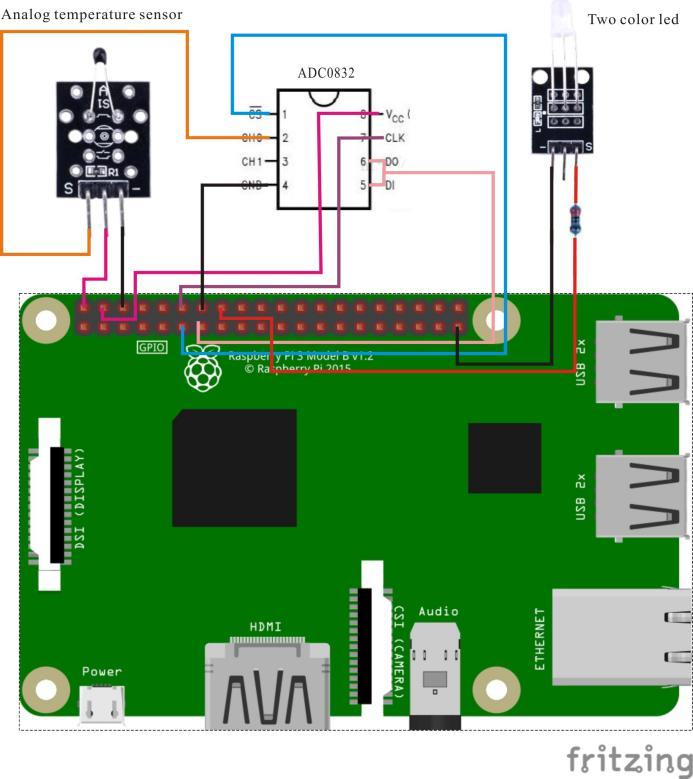 Analog temperature sensor
Two color led
ADC0832
CS 1
CH0 2
CH1 3
GND 4
8 VCC (
7 CLK
6 DO
5 DI
S
R1
-
- S
GPIO
Raspberry Pi 3 Model B v1.2
© Raspberry Pi 2015
USB 2x
USB 2x
DSI (DISPLAY)
ETHERNET
HDMI
CSI (CAMERA)
Audio
Power
fritzing